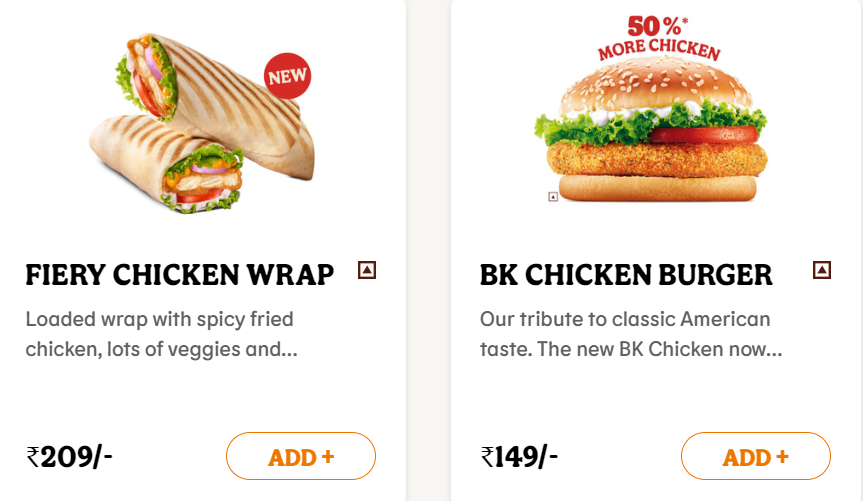 NEW
FIERY CHICKEN WRAP
Loaded wrap with spicy fried
chicken, lots of veggies and...
₹209/-
ADD +
50%*
MORE CHICKEN
BK CHICKEN BURGER
Our tribute to classic American
taste. The new BK Chicken now...
₹149/-
ADD +